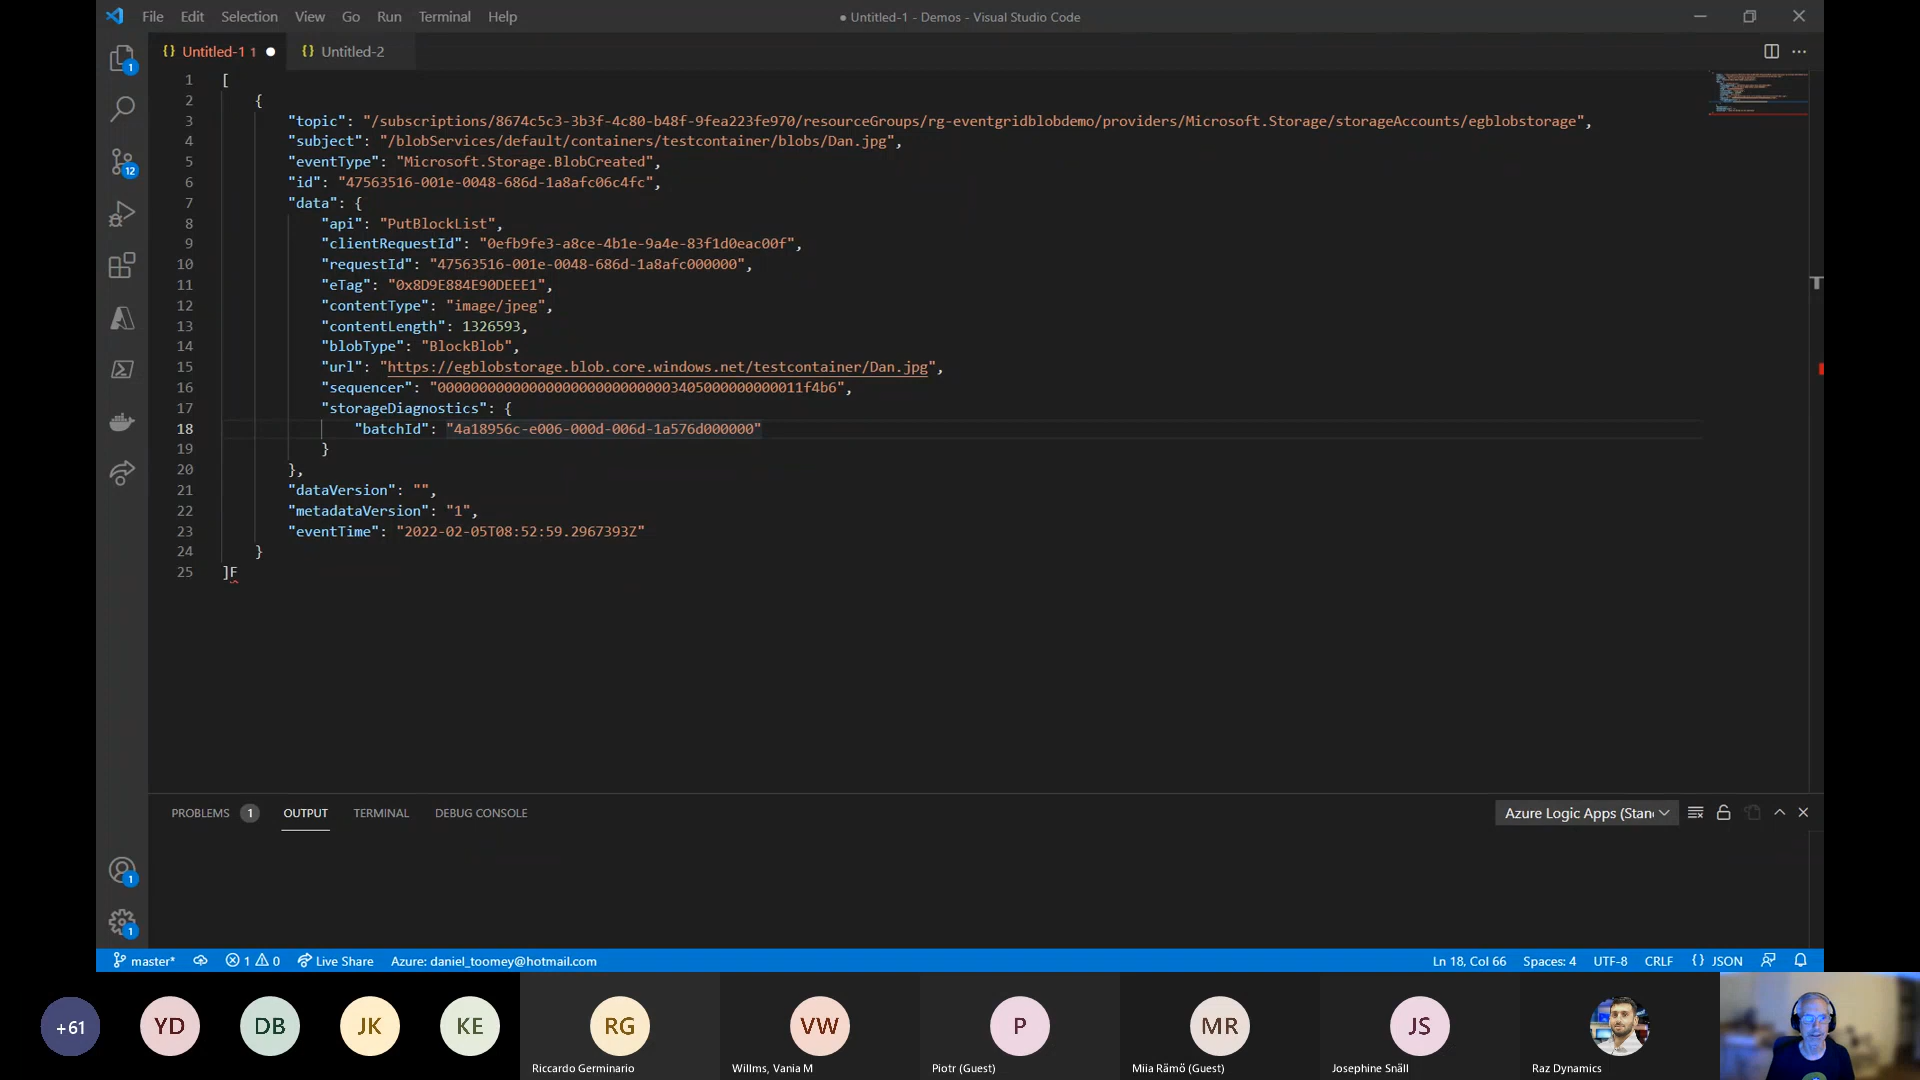 File Edit Selection View Go Run Terminal Help
● Untitled-1 - Demos - Visual Studio Code
{} Untitled-1 1 ●
{} Untitled-2
1 [
2 {
3 "topic": "/subscriptions/8674c5c3-3b3f-4c80-b48f-9fea223fe970/resourceGroups/rg-eventgridblobdemo/providers/Microsoft.Storage/storageAccounts/egblobstorage",
4 "subject": "/blobServices/default/containers/testcontainer/blobs/Dan.jpg",
5 "eventType": "Microsoft.Storage.BlobCreated",
6 "id": "47563516-001e-0048-686d-1a8afc06c4fc",
7 "data": {
8 "api": "PutBlockList",
9 "clientRequestId": "0efb9fe3-a8ce-4b1e-9a4e-83f1d0eac00f",
10 "requestId": "47563516-001e-0048-686d-1a8afc000000",
11 "eTag": "0x8D9E884E90DEEE1",
12 "contentType": "image/jpeg",
13 "contentLength": 1326593,
14 "blobType": "BlockBlob",
15 "url": "https://egblobstorage.blob.core.windows.net/testcontainer/Dan.jpg",
16 "sequencer": "00000000000000000000000000003405000000000011f4b6",
17 "storageDiagnostics": {
18 "batchId": "4a18956c-e006-000d-006d-1a576d000000"
19 }
20 },
21 "dataVersion": "",
22 "metadataVersion": "1",
23 "eventTime": "2022-02-05T08:52:59.2967393Z"
24 }
25 ]F
1
12
PROBLEMS 1 OUTPUT TERMINAL DEBUG CONSOLE
Azure Logic Apps (Stan
1
1
master* 1 0 Live Share Azure: daniel_toomey@hotmail.com
Ln 18, Col 66 Spaces: 4 UTF-8 CRLF {} JSON
+61 YD DB JK KE RG VW P MR JS
Riccardo Germinario
Willms, Vania M
Piotr (Guest)
Miia Rämö (Guest)
Josephine Snäll
Raz Dynamics